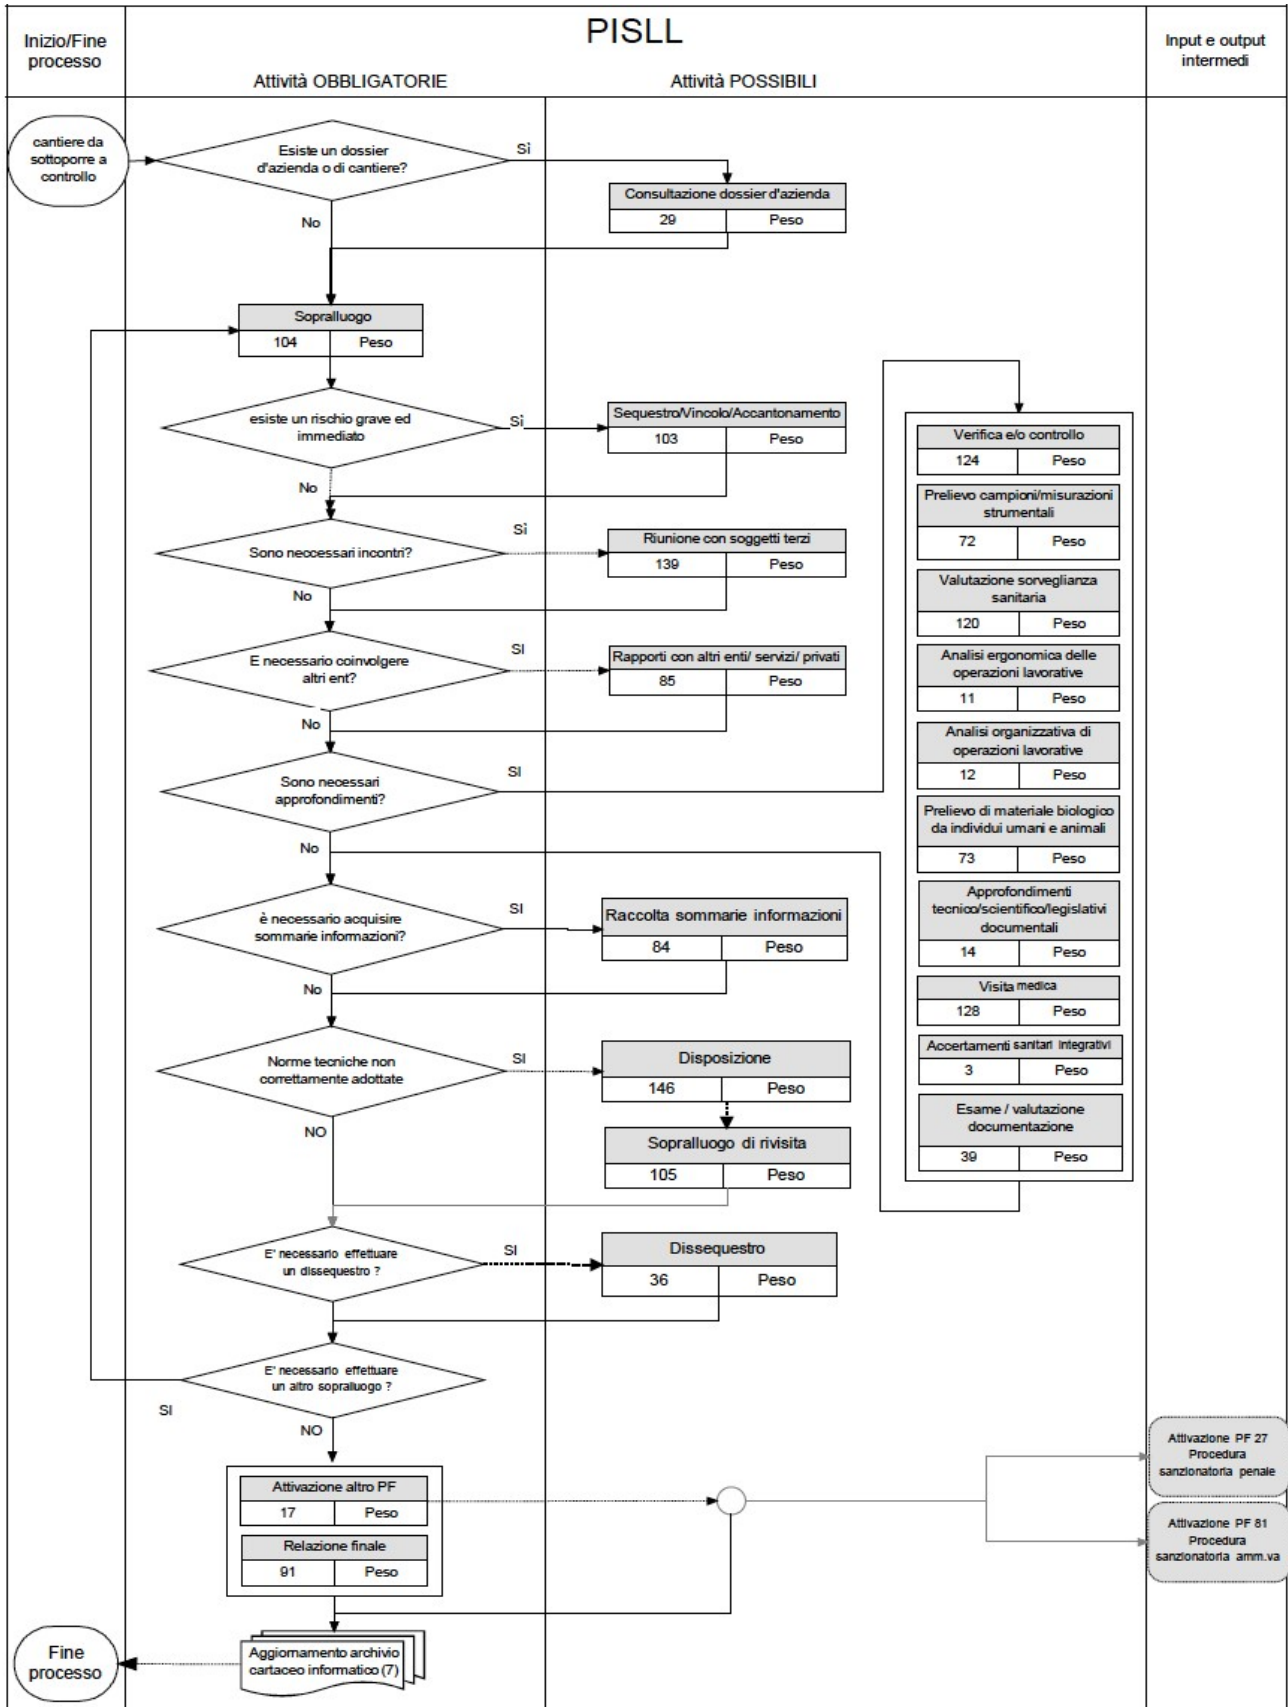 PISLL
Inizio/Fine
processo
Attività OBBLIGATORIE
Attività POSSIBILI
Input e output
intermedi
cantiere da
sottoporre a
controllo
Esiste un dossier
d'azienda o di cantiere?
Sì
Consultazione dossier d'azienda
29 Peso
No
Sopralluogo
104 Peso
esiste un rischio grave ed
immediato
Sì
Sequestro/Vincolo/Accantonamento
103 Peso
No
Sono neccessari incontri?
Sì
Riunione con soggetti terzi
139 Peso
No
E necessario coinvolgere
altri ent?
SI
Rapporti con altri enti/ servizi/ privati
85 Peso
No
Sono necessari
approfondimenti?
SI
No
Verifica e/o controllo
124 Peso
Prelievo campioni/misurazioni
strumentali
72 Peso
Valutazione sorveglianza
sanitaria
120 Peso
Analisi ergonomica delle
operazioni lavorative
11 Peso
Analisi organizzativa di
operazioni lavorative
12 Peso
Prelievo di materiale biologico
da individui umani e animali
73 Peso
Approfondimenti
tecnico/scientifico/legislativi
documentali
14 Peso
Visita medica
128 Peso
Accertamenti sanitari integrativi
3 Peso
Esame / valutazione
documentazione
39 Peso
è necessario acquisire
sommarie informazioni?
SI
Raccolta sommarie informazioni
84 Peso
No
Norme tecniche non
correttamente adottate
SI
Disposizione
146 Peso
Sopralluogo di rivisita
105 Peso
NO
E' necessario effettuare
un dissequestro ?
SI
Dissequestro
36 Peso
E' necessario effettuare
un altro sopralluogo ?
SI
NO
Attivazione altro PF
17 Peso
Relazione finale
91 Peso
Attivazione PF 27
Procedura
sanzionatoria penale
Attivazione PF 81
Procedura
sanzionatoria amm.va
Aggiornamento archivio
cartaceo informatico (7)
Fine
processo